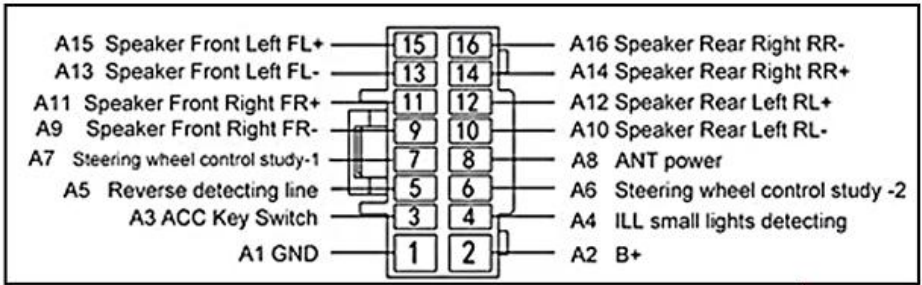 A15 Speaker Front Left FL+ 15 16 A16 Speaker Rear Right RR-
A13 Speaker Front Left FL- 13 14 A14 Speaker Rear Right RR+
A11 Speaker Front Right FR+ 11 12 A12 Speaker Rear Left RL+
A9 Speaker Front Right FR- 9 10 A10 Speaker Rear Left RL-
A7 Steering wheel control study-1 7 8 A8 ANT power
A5 Reverse detecting line 5 6 A6 Steering wheel control study -2
A3 ACC Key Switch 3 4 A4 ILL small lights detecting
A1 GND 1 2 A2 B+